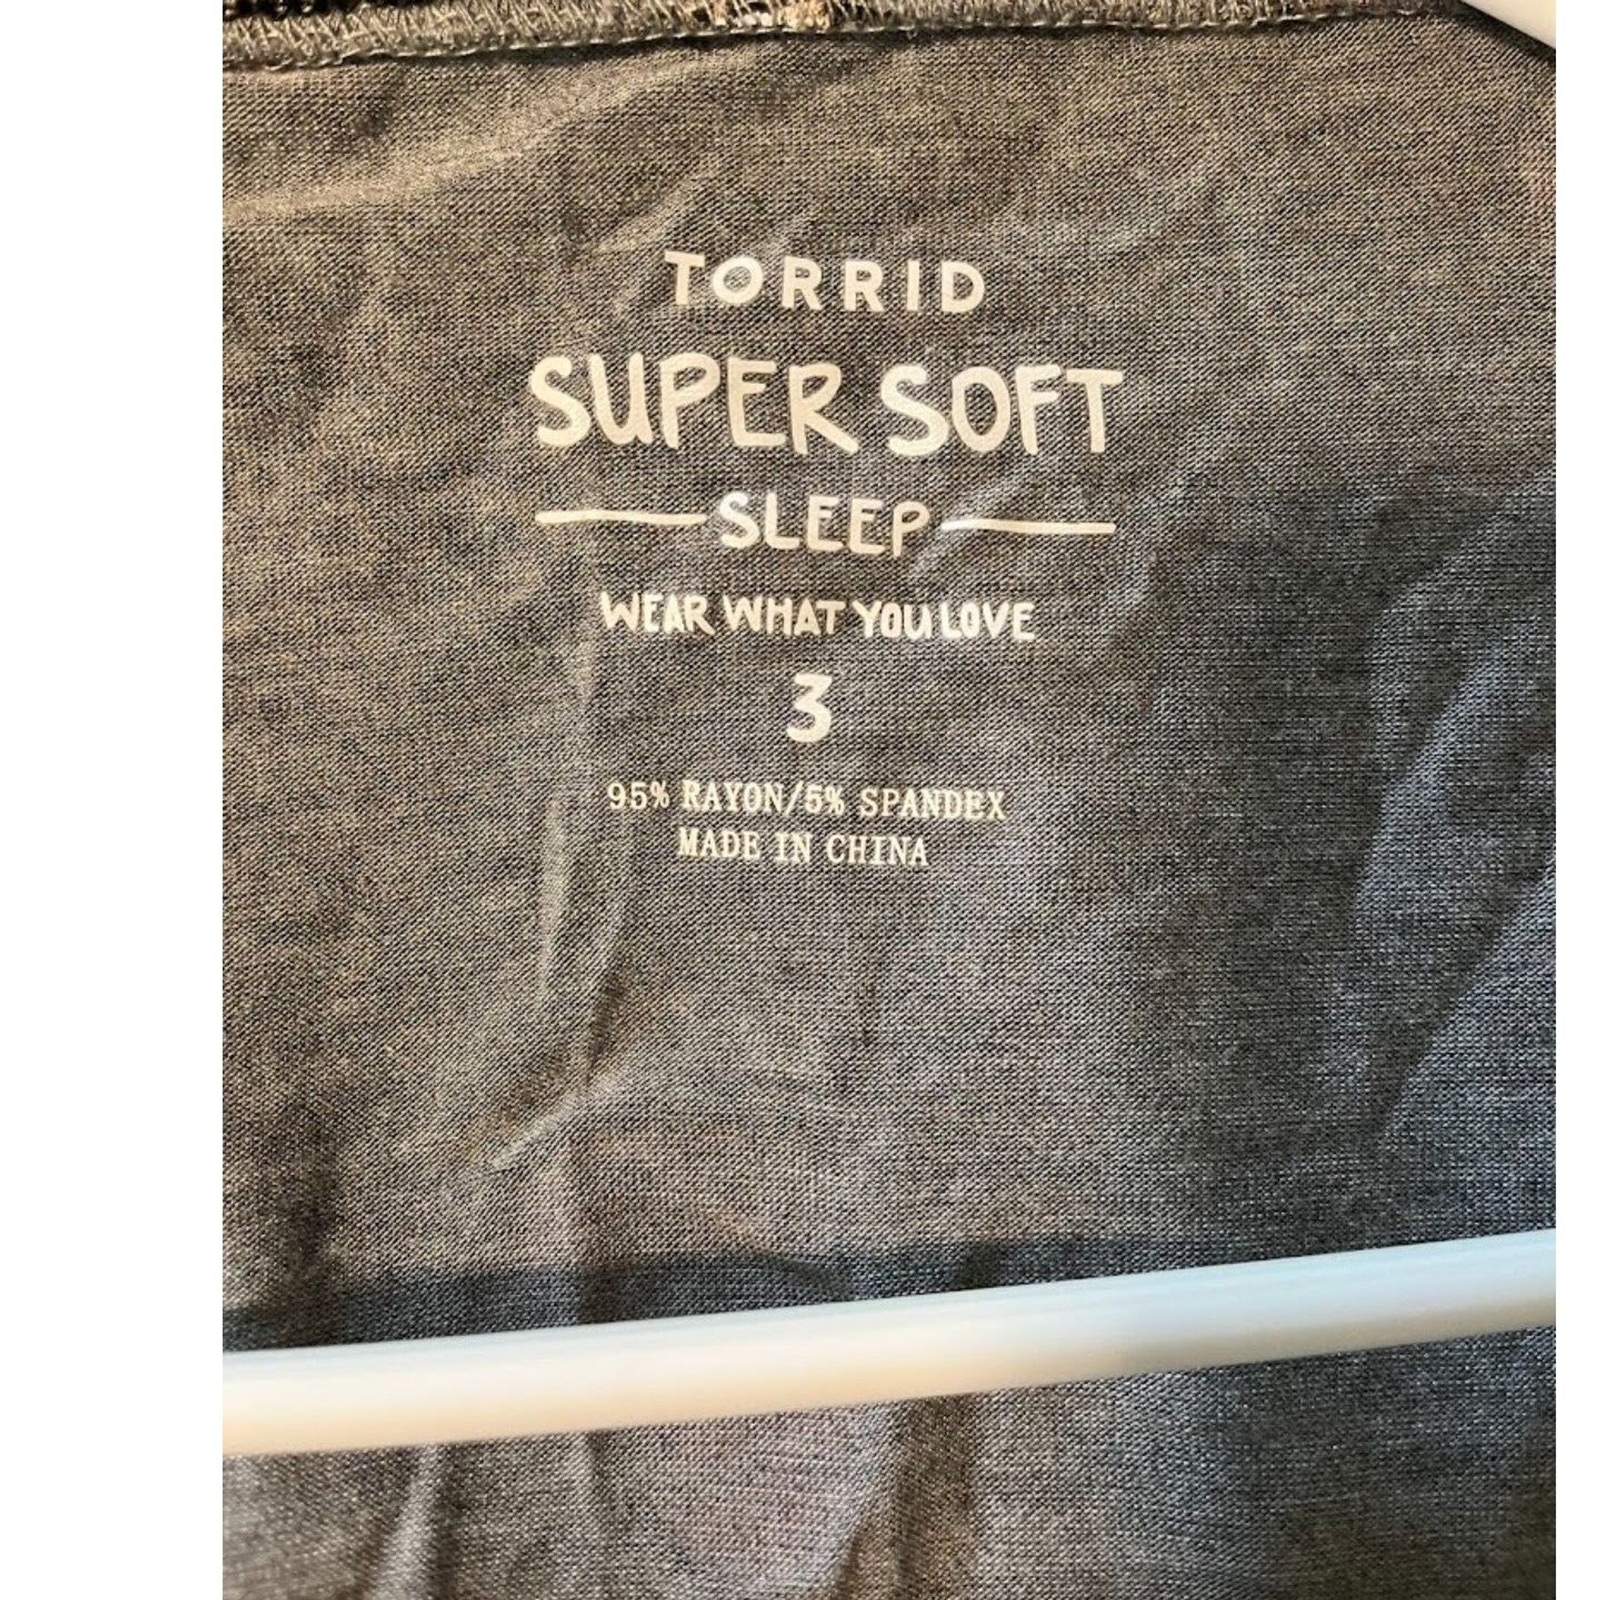 TORRID
SUPER SOFT
SLEEP
WEAR WHAT YOU LOVE
3
95% RAYON/5% SPANDEX
MADE IN CHINA